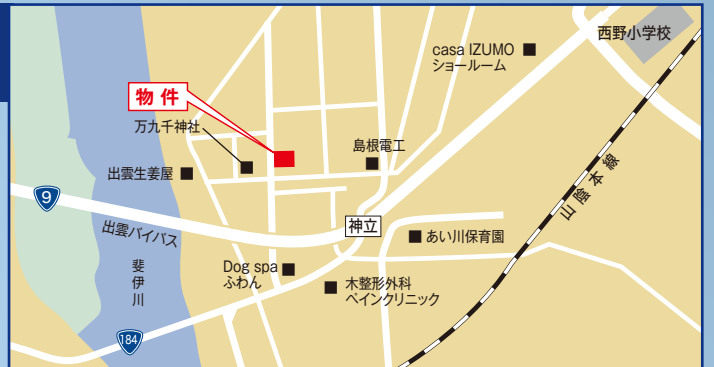 西野小学校
casa IZUMO
ショールーム
物件
万九千神社
島根電工
出雲生姜屋
山陰本線
9
出雲バイパス
神立
あい川保育園
斐伊川
Dog spa
ふわん
木整形外科
ペインクリニック
184